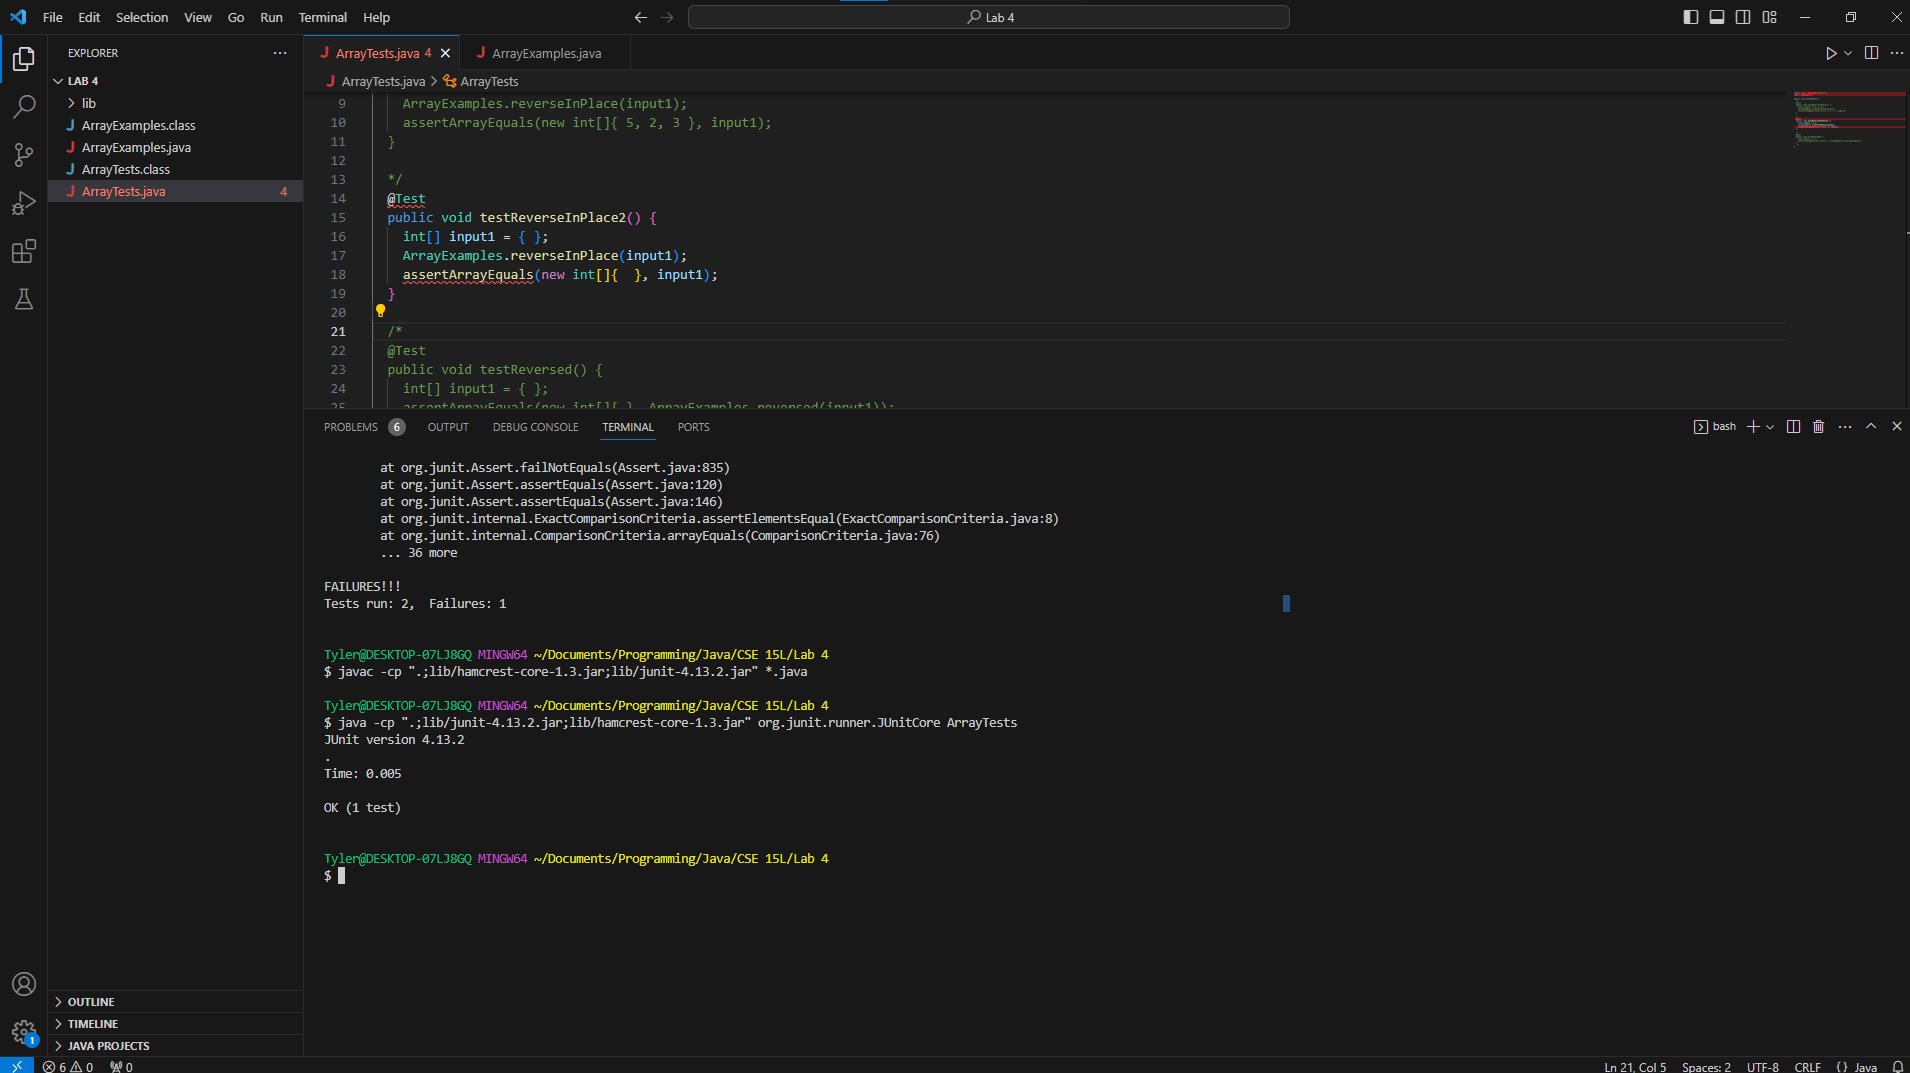 File Edit Selection View Go Run Terminal Help
Lab 4
EXPLORER
LAB 4
lib
ArrayExamples.class
ArrayExamples.java
ArrayTests.class
ArrayTests.java 4
OUTLINE
TIMELINE
JAVA PROJECTS
ArrayTests.java 4 ArrayExamples.java
ArrayTests.java > ArrayTests
9 ArrayExamples.reverseInPlace(input1);
10 assertArrayEquals(new int[]{ 5, 2, 3 }, input1);
11 }
12
13 */
14 @Test
15 public void testReverseInPlace2() {
16 int[] input1 = { };
17 ArrayExamples.reverseInPlace(input1);
18 assertArrayEquals(new int[]{  }, input1);
19 }
20
21 /*
22 @Test
23 public void testReversed() {
24 int[] input1 = { };
25 assertArrayEquals(new int[]{ }, ArrayExamples.reversed(input1));
PROBLEMS 6 OUTPUT DEBUG CONSOLE TERMINAL PORTS
bash
at org.junit.Assert.failNotEquals(Assert.java:835)
at org.junit.Assert.assertEquals(Assert.java:120)
at org.junit.Assert.assertEquals(Assert.java:146)
at org.junit.internal.ExactComparisonCriteria.assertElementsEqual(ExactComparisonCriteria.java:8)
at org.junit.internal.ComparisonCriteria.arrayEquals(ComparisonCriteria.java:76)
... 36 more
FAILURES!!!
Tests run: 2,  Failures: 1
Tyler@DESKTOP-07LJ8GQ MINGW64 ~/Documents/Programming/Java/CSE 15L/Lab 4
$ javac -cp ".;lib/hamcrest-core-1.3.jar;lib/junit-4.13.2.jar" *.java
Tyler@DESKTOP-07LJ8GQ MINGW64 ~/Documents/Programming/Java/CSE 15L/Lab 4
$ java -cp ".;lib/junit-4.13.2.jar;lib/hamcrest-core-1.3.jar" org.junit.runner.JUnitCore ArrayTests
JUnit version 4.13.2
.
Time: 0.005
OK (1 test)
Tyler@DESKTOP-07LJ8GQ MINGW64 ~/Documents/Programming/Java/CSE 15L/Lab 4
$
1
6 0 0
Ln 21, Col 5 Spaces: 2 UTF-8 CRLF {} Java